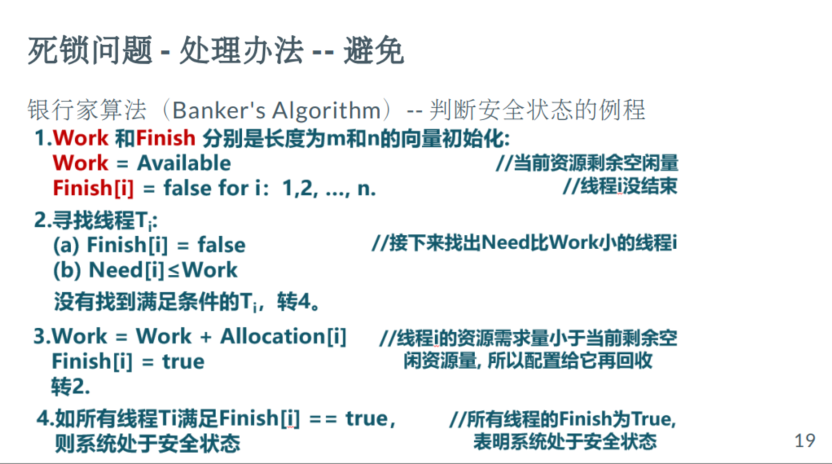 死锁问题 - 处理办法 -- 避免
银行家算法（Banker's Algorithm）-- 判断安全状态的例程
1.Work 和Finish 分别是长度为m和n的向量初始化:
Work = Available //当前资源剩余空闲量
Finish[i] = false for i：1,2, …, n. //线程i没结束
2.寻找线程Ti:
(a) Finish[i] = false //接下来找出Need比Work小的线程i
(b) Need[i]≤Work
没有找到满足条件的Ti，转4。
3.Work = Work + Allocation[i] //线程i的资源需求量小于当前剩余空
Finish[i] = true 闲资源量, 所以配置给它再回收
转2.
4.如所有线程Ti满足Finish[i] == true， //所有线程的Finish为True,
则系统处于安全状态 表明系统处于安全状态
19